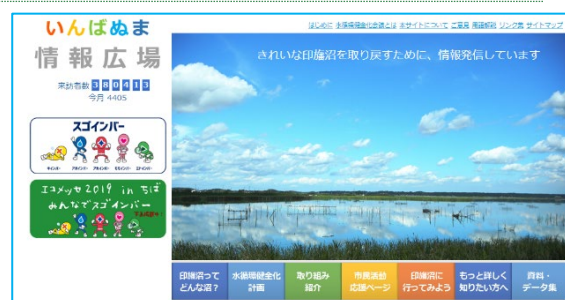 いんばぬま
情報広場
来訪者数 380413
今月 4405
はじめに 水循環健全化会議とは 本サイトについて ご意見 用語解説 リンク集 サイトマップ
きれいな印旛沼を取り戻すために、情報発信しています
スゴインバー
エコメッセ2019 in ちば
みんなでスゴインバー
印旛沼って
どんな沼？
水循環健全化
計画
取り組み
紹介
市民活動
応援ページ
印旛沼に
行ってみよう
もっと詳しく
知りたい方へ
資料・
データ集